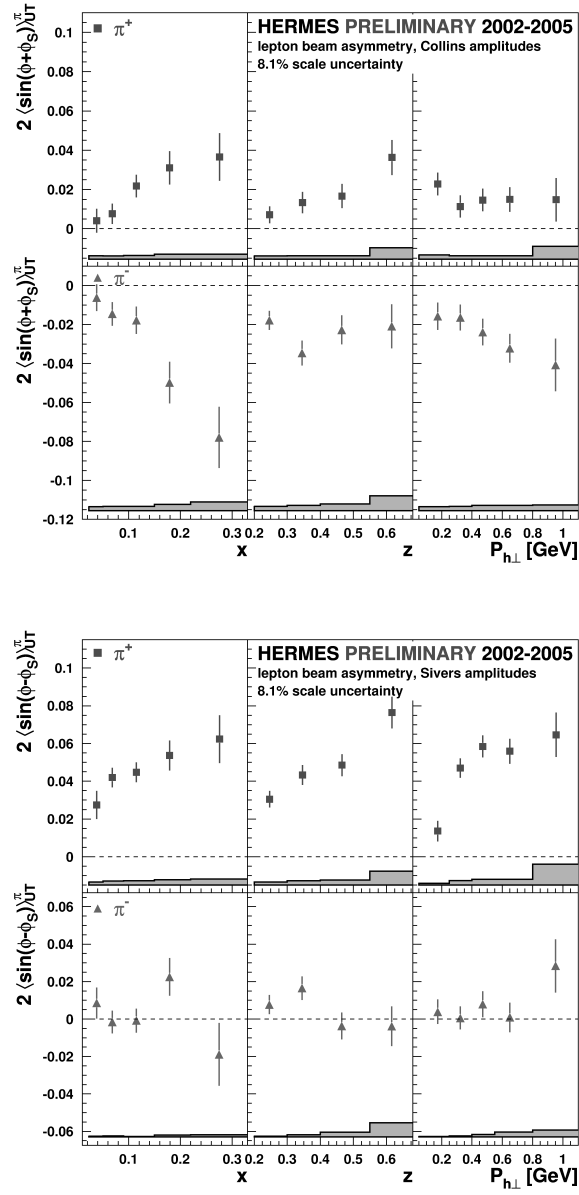 HERMES PRELIMINARY 2002-2005
lepton beam asymmetry, Collins amplitudes
8.1% scale uncertainty
π+
2 ⟨sin(ϕ+ϕS)⟩πUT
0.1
0.08
0.06
0.04
0.02
0
π-
2 ⟨sin(ϕ+ϕS)⟩πUT
0
-0.02
-0.04
-0.06
-0.08
-0.1
-0.12
0.1 0.2 0.3 0.2 0.3 0.4 0.5 0.6 0.2 0.4 0.6 0.8 1
x z Ph⊥ [GeV]
HERMES PRELIMINARY 2002-2005
lepton beam asymmetry, Sivers amplitudes
8.1% scale uncertainty
π+
2 ⟨sin(ϕ-ϕS)⟩πUT
0.1
0.08
0.06
0.04
0.02
0
π-
2 ⟨sin(ϕ-ϕS)⟩πUT
0.06
0.04
0.02
0
-0.02
-0.04
-0.06
0.1 0.2 0.3 0.2 0.3 0.4 0.5 0.6 0.2 0.4 0.6 0.8 1
x z Ph⊥ [GeV]